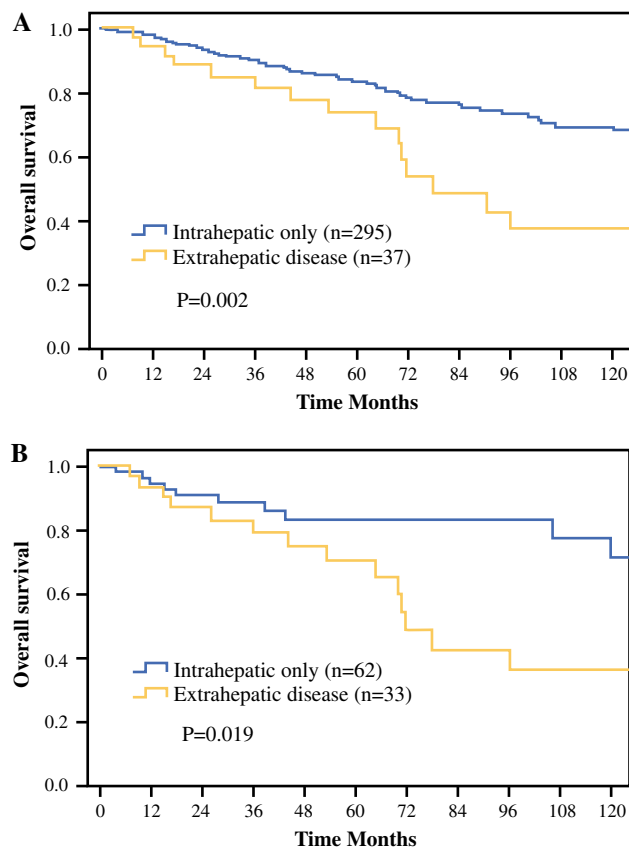 A
1.0
0.8
0.6
0.4
0.2
0.0
Overall survival
Intrahepatic only (n=295)
Extrahepatic disease (n=37)
P=0.002
0 12 24 36 48 60 72 84 96 108 120
Time Months
B
1.0
0.8
0.6
0.4
0.2
0.0
Overall survival
Intrahepatic only (n=62)
Extrahepatic disease (n=33)
P=0.019
0 12 24 36 48 60 72 84 96 108 120
Time Months